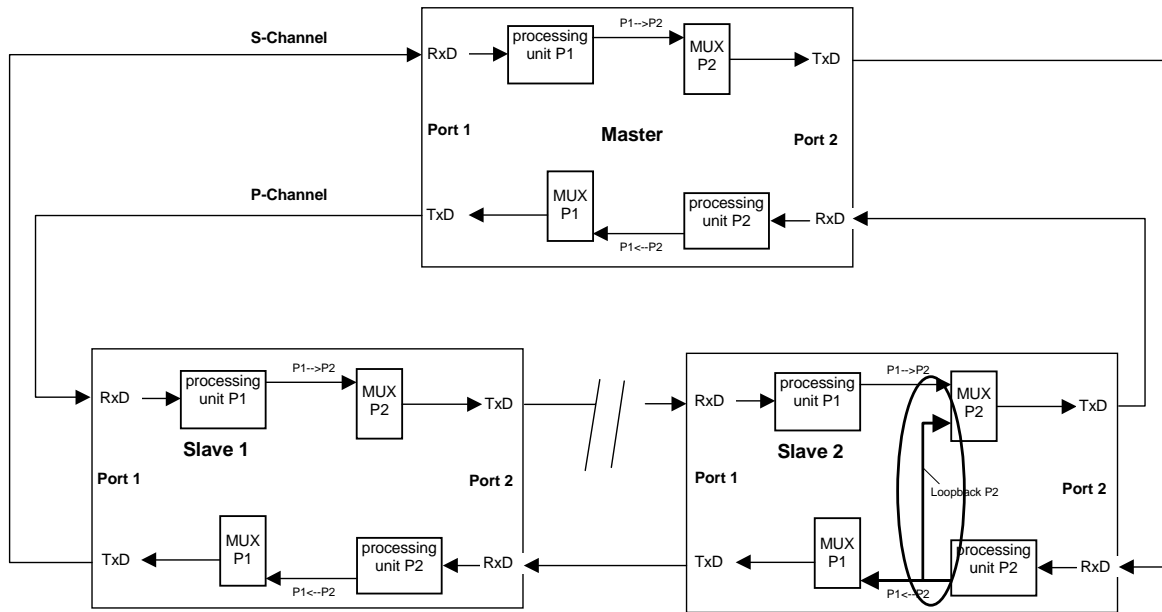 P1-->P2
S-Channel
RxD
processing
unit P1
MUX
P2
TxD
Port 1
Master
Port 2
P-Channel
TxD
MUX
P1
processing
unit P2
RxD
P1<--P2
P1-->P2
RxD
processing
unit P1
MUX
P2
TxD
Slave 1
Port 1
Port 2
TxD
MUX
P1
processing
unit P2
RxD
P1<--P2
P1-->P2
RxD
processing
unit P1
MUX
P2
TxD
Slave 2
Port 1
Loopback P2
Port 2
TxD
MUX
P1
processing
unit P2
RxD
P1<--P2